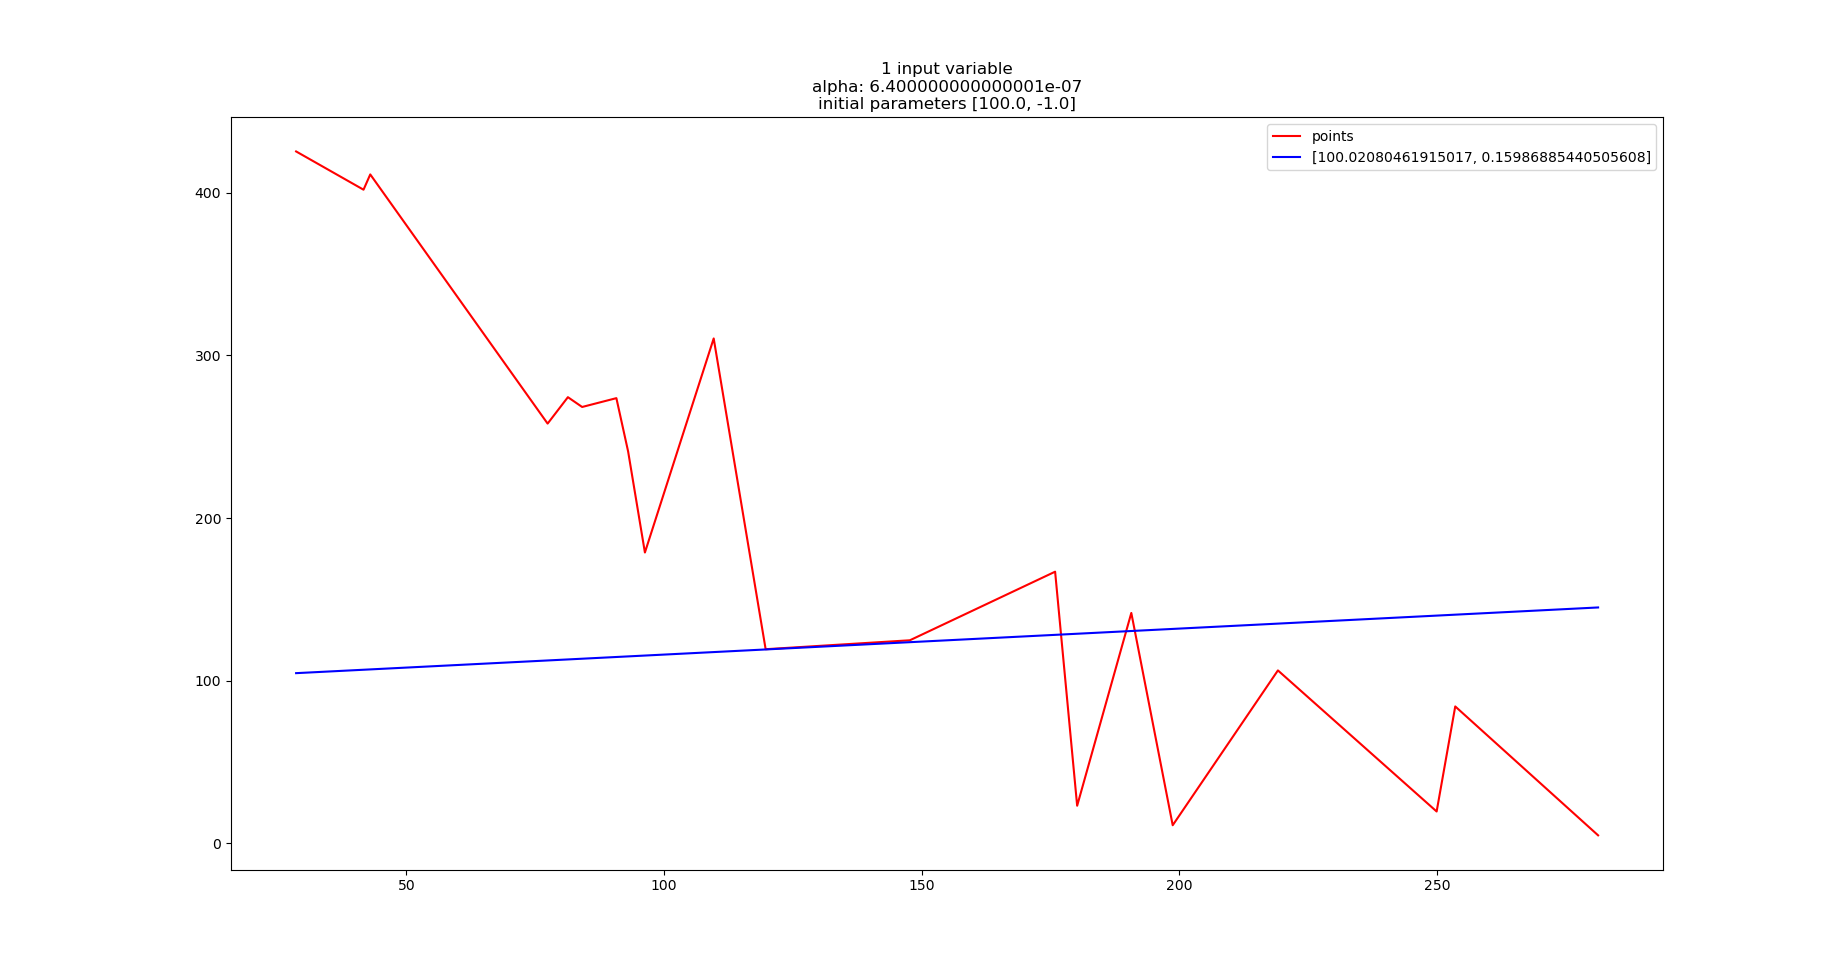 1 input variable
alpha: 6.400000000000001e-07
initial parameters [100.0, -1.0]
points
[100.02080461915017, 0.15986885440505608]
400
300
200
100
0
50 100 150 200 250